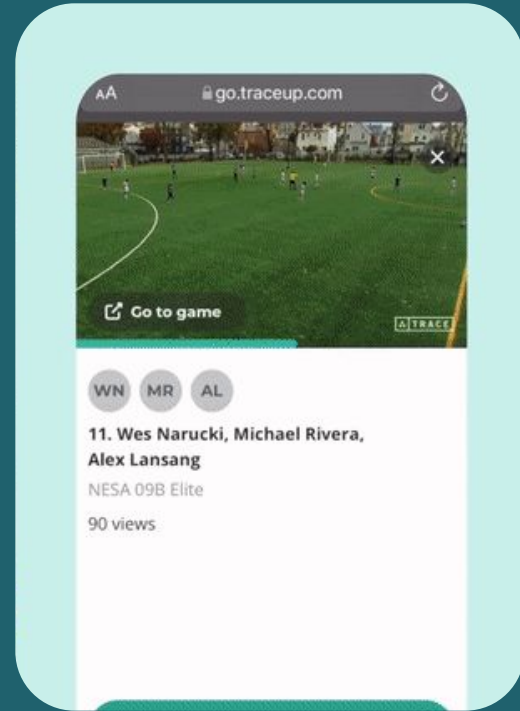 AA go.traceup.com
Go to game
TRACE
WN MR AL
11. Wes Narucki, Michael Rivera,
Alex Lansang
NESA 09B Elite
90 views